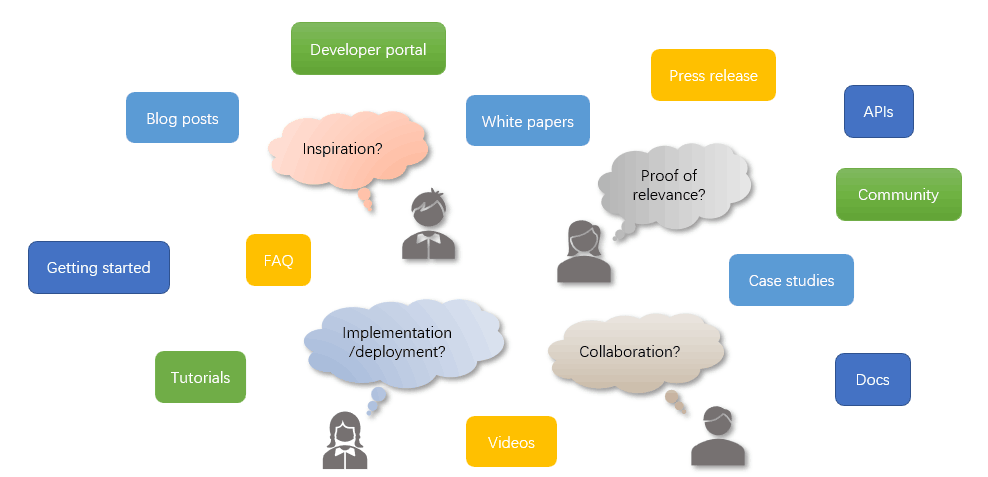 Developer portal
Press release
Blog posts
White papers
APIs
Inspiration?
Proof of
relevance?
Community
Getting started
FAQ
Case studies
Implementation
/deployment?
Collaboration?
Tutorials
Docs
Videos